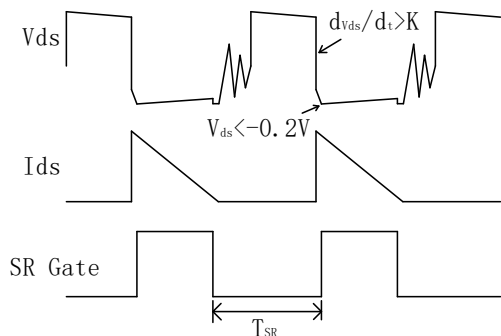 Vds
dVds/dt>K
Vds<-0.2V
Ids
SR Gate
TSR